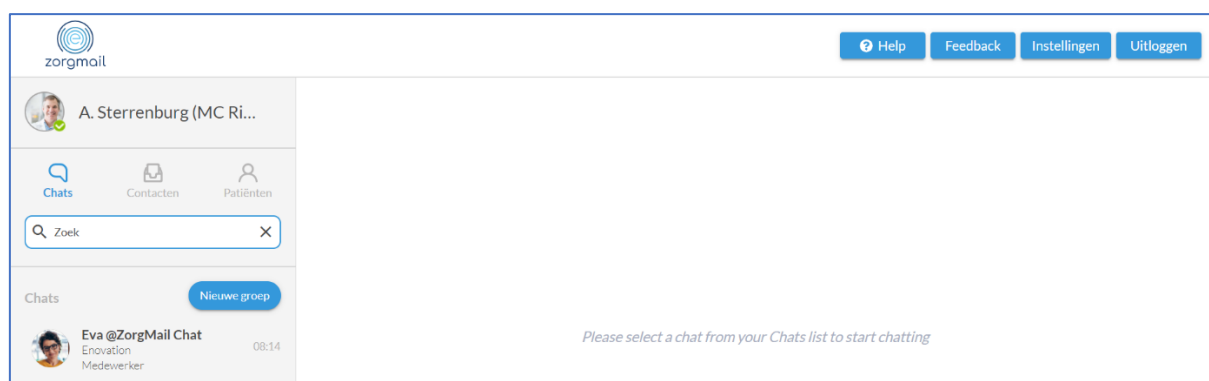 e
zorgmail
? Help Feedback Instellingen Uitloggen
A. Sterrenburg (MC Ri...
Chats Contacten Patiënten
Zoek
Chats Nieuwe groep
Eva @ZorgMail Chat
Enovation 08:14
Medewerker
Please select a chat from your Chats list to start chatting